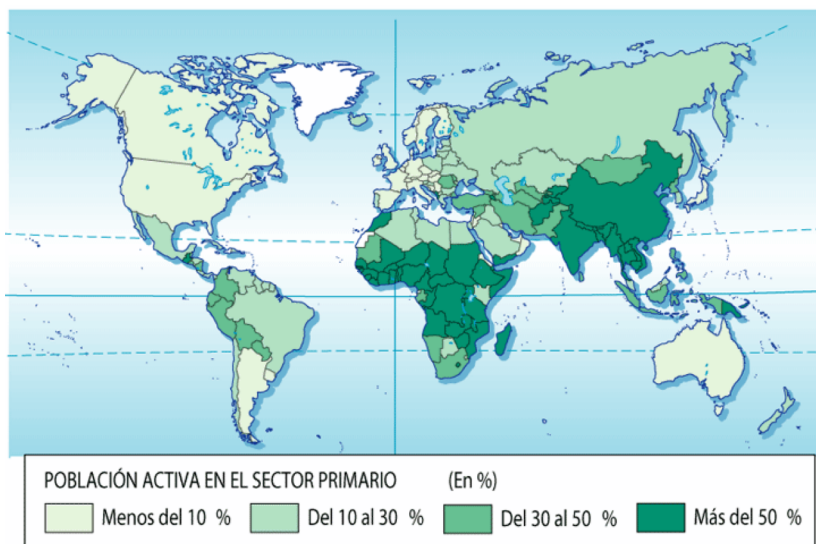 POBLACIÓN ACTIVA EN EL SECTOR PRIMARIO (En %)
Menos del 10 % Del 10 al 30 % Del 30 al 50 % Más del 50 %